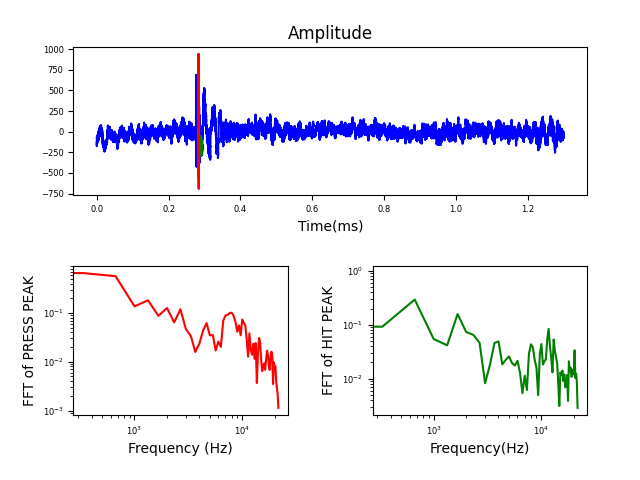 Amplitude
1000
750
500
250
0
−250
−500
−750
0.0 0.2 0.4 0.6 0.8 1.0 1.2
Time(ms)
FFT of PRESS PEAK
10⁻¹
10⁻²
10⁻³
10³ 10⁴
Frequency (Hz)
FFT of HIT PEAK
10⁰
10⁻¹
10⁻²
10³ 10⁴
Frequency(Hz)